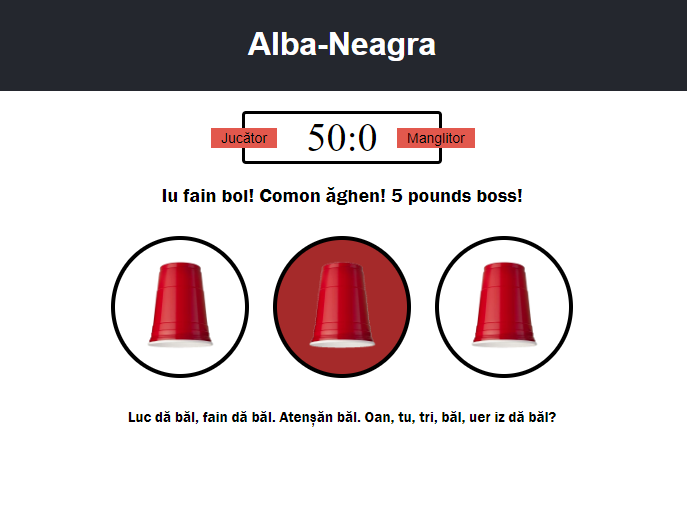 Alba-Neagra
Jucător 50:0 Manglitor
Iu fain bol! Comon ăghen! 5 pounds boss!
Luc dă băl, fain dă băl. Atenșăn băl. Oan, tu, tri, băl, uer iz dă băl?